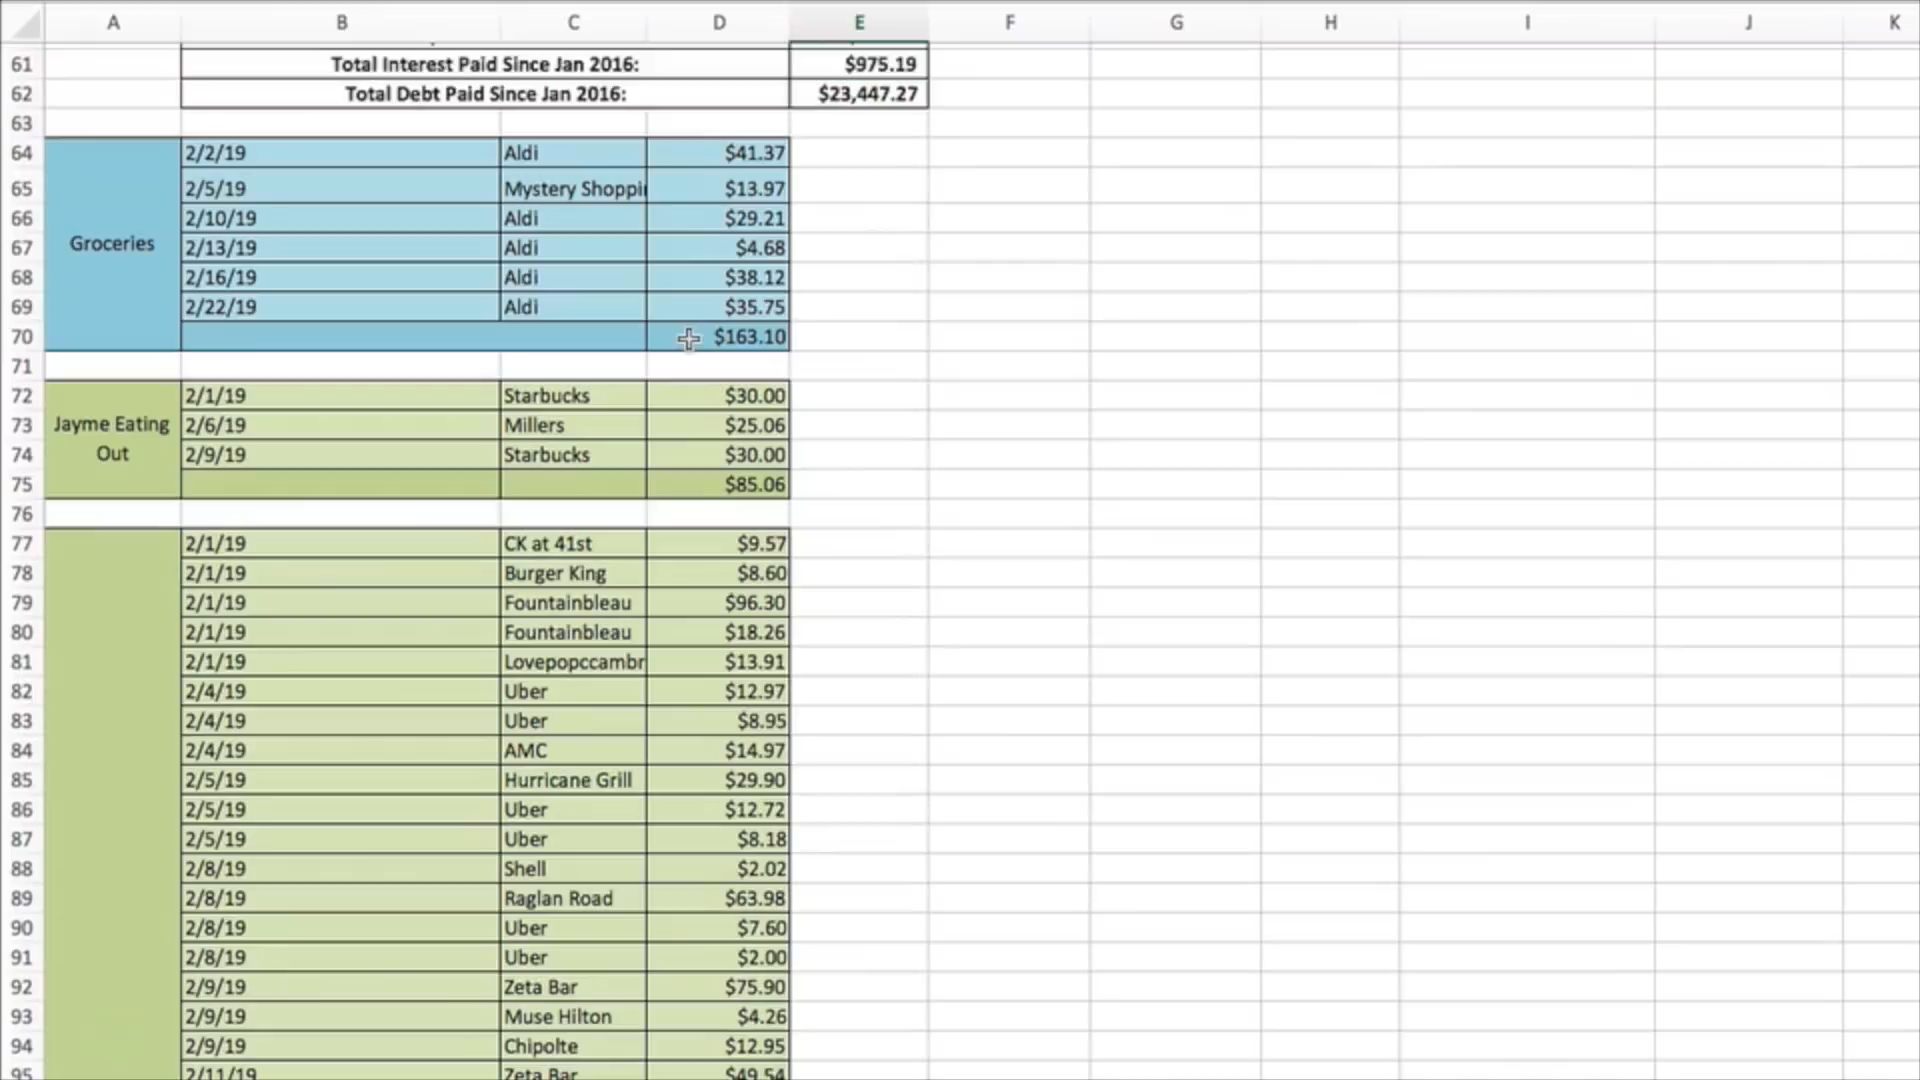 A B C D E F G H I J K
61 Total Interest Paid Since Jan 2016: $975.19
62 Total Debt Paid Since Jan 2016: $23,447.27
63
64 2/2/19 Aldi $41.37
65 2/5/19 Mystery Shoppi $13.97
66 2/10/19 Aldi $29.21
Groceries
67 2/13/19 Aldi $4.68
68 2/16/19 Aldi $38.12
69 2/22/19 Aldi $35.75
70 $163.10
71
72 2/1/19 Starbucks $30.00
Jayme Eating
Out
73 2/6/19 Millers $25.06
74 2/9/19 Starbucks $30.00
75 $85.06
76
77 2/1/19 CK at 41st $9.57
78 2/1/19 Burger King $8.60
79 2/1/19 Fountainbleau $96.30
80 2/1/19 Fountainbleau $18.26
81 2/1/19 Lovepopccambr $13.91
82 2/4/19 Uber $12.97
83 2/4/19 Uber $8.95
84 2/4/19 AMC $14.97
85 2/5/19 Hurricane Grill $29.90
86 2/5/19 Uber $12.72
87 2/5/19 Uber $8.18
88 2/8/19 Shell $2.02
89 2/8/19 Raglan Road $63.98
90 2/8/19 Uber $7.60
91 2/8/19 Uber $2.00
92 2/9/19 Zeta Bar $75.90
93 2/9/19 Muse Hilton $4.26
94 2/9/19 Chipolte $12.95
95 2/11/19 Zeta Bar $49.54